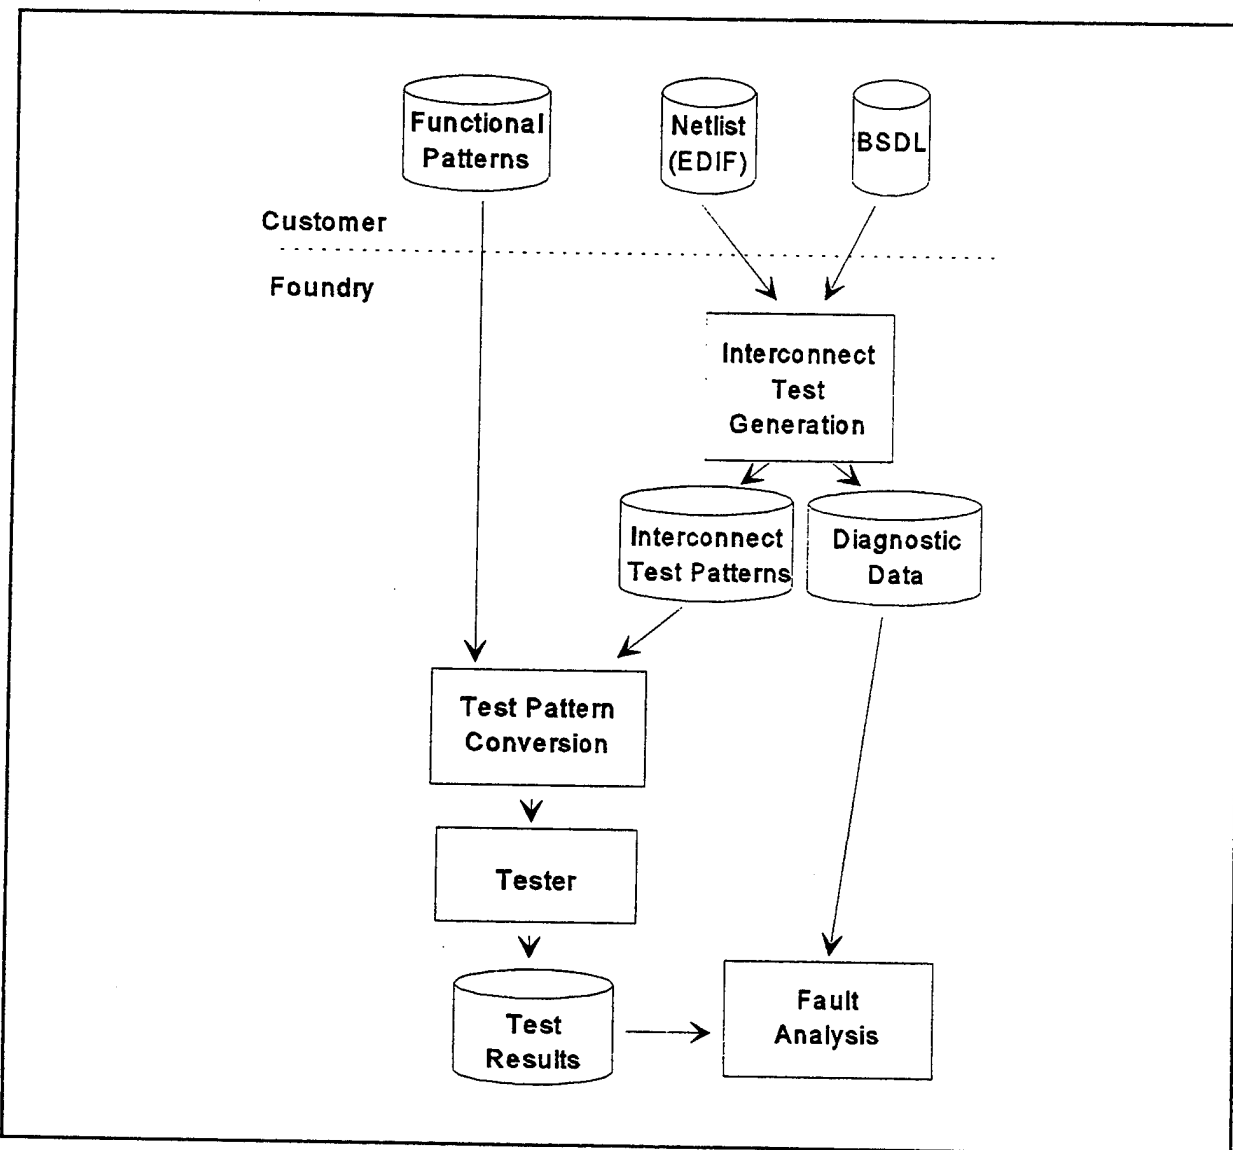 Functional
Patterns
Netlist
(EDIF)
BSDL
Customer
Foundry
Interconnect
Test
Generation
Interconnect
Test Patterns
Diagnostic
Data
Test Pattern
Conversion
Tester
Test
Results
Fault
Analysis